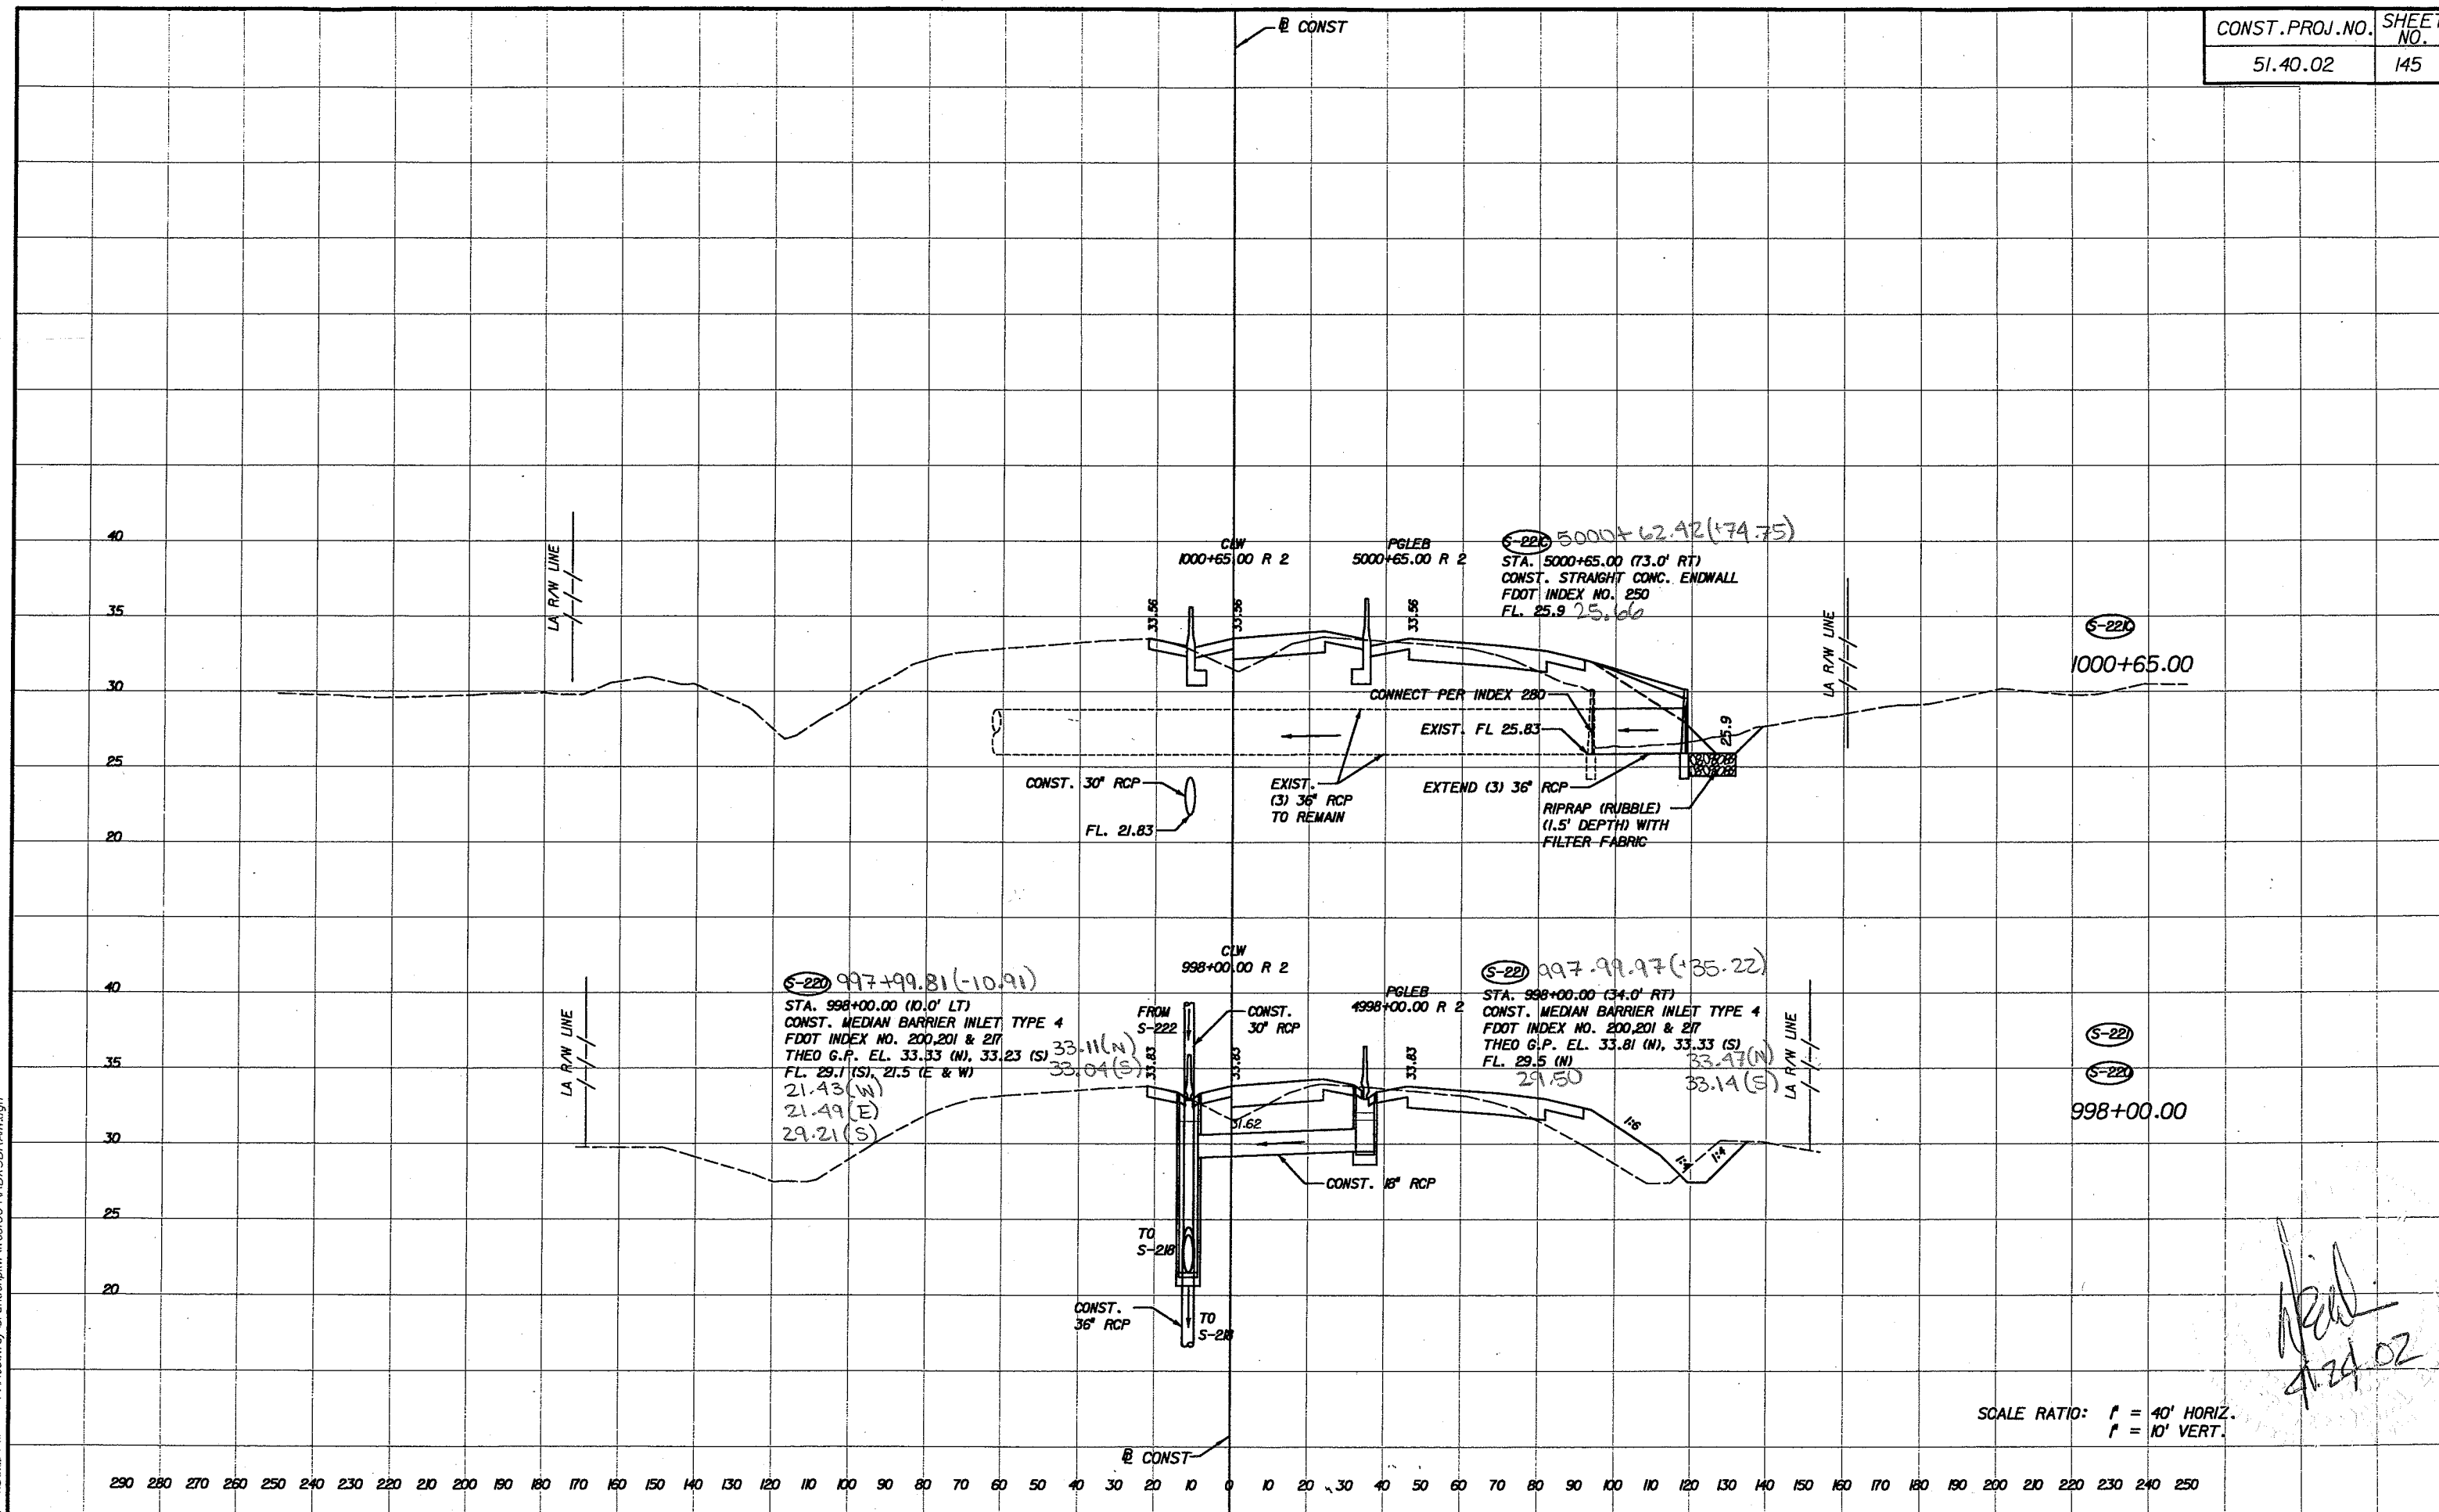 ℄ CONST
CONST.PROJ.NO. SHEET NO.
51.40.02 145
40
35
30
25
20
LA R/W LINE
CLW
1000+65.00 R 2
PGLEB
5000+65.00 R 2
5000+62.92(+74.75)
STA. 5000+65.00 (73.0' RT)
CONST. STRAIGHT CONC. ENDWALL
FDOT INDEX NO. 250
FL. 25.9 25.66
33.56
33.56
33.56
LA R/W LINE
S-221C
1000+65.00
CONNECT PER INDEX 280
EXIST. FL 25.83
25.9
CONST. 30" RCP
FL. 21.83
EXIST.
(3) 36" RCP
TO REMAIN
EXTEND (3) 36" RCP
RIPRAP (RUBBLE)
(1.5' DEPTH) WITH
FILTER FABRIC
40
35
30
25
20
LA R/W LINE
S-220 997+99.81(-10.91)
STA. 998+00.00 (10.0' LT)
CONST. MEDIAN BARRIER INLET TYPE 4
FDOT INDEX NO. 200,201 & 217
THEO G.P. EL. 33.33 (N), 33.23 (S) 33.11(N)
FL. 29.1 (S), 21.5 (E & W) 33.04(S)
21.43(W)
21.49(E)
29.21(S)
CLW
998+00.00 R 2
FROM
S-222
CONST.
30" RCP
33.83
33.83
33.83
PGLEB
4998+00.00 R 2
S-221 997+99.97(+35.22)
STA. 998+00.00 (34.0' RT)
CONST. MEDIAN BARRIER INLET TYPE 4
FDOT INDEX NO. 200,201 & 217
THEO G.P. EL. 33.81 (N), 33.33 (S)
FL. 29.5 (N) 33.47(N)
29.50 33.14(S)
LA R/W LINE
S-221
S-220
998+00.00
31.62
1:6
1:4
CONST. 18" RCP
TO
S-218
CONST.
36" RCP
TO
S-218
4.24.02
SCALE RATIO: 1" = 40' HORIZ.
1" = 10' VERT.
℄ CONST
290 280 270 260 260 240 230 220 210 200 190 180 170 160 150 140 130 120 110 100 90 80 70 60 50 40 30 20 10 0 10 20 30 40 50 60 70 80 90 100 110 120 130 140 150 160 170 180 190 200 210 220 230 240 250